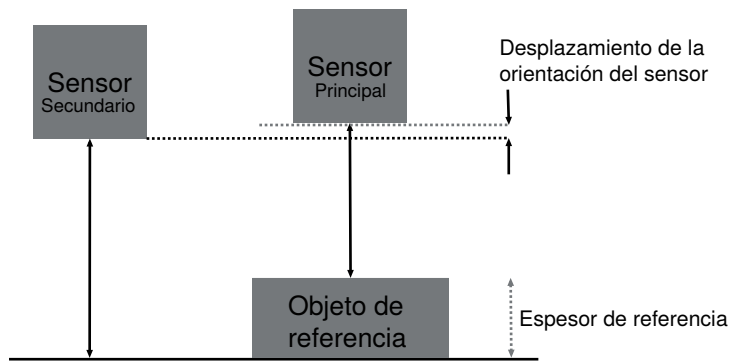 Sensor
Secundario
Sensor
Principal
Desplazamiento de la
orientación del sensor
Objeto de
referencia
Espesor de referencia